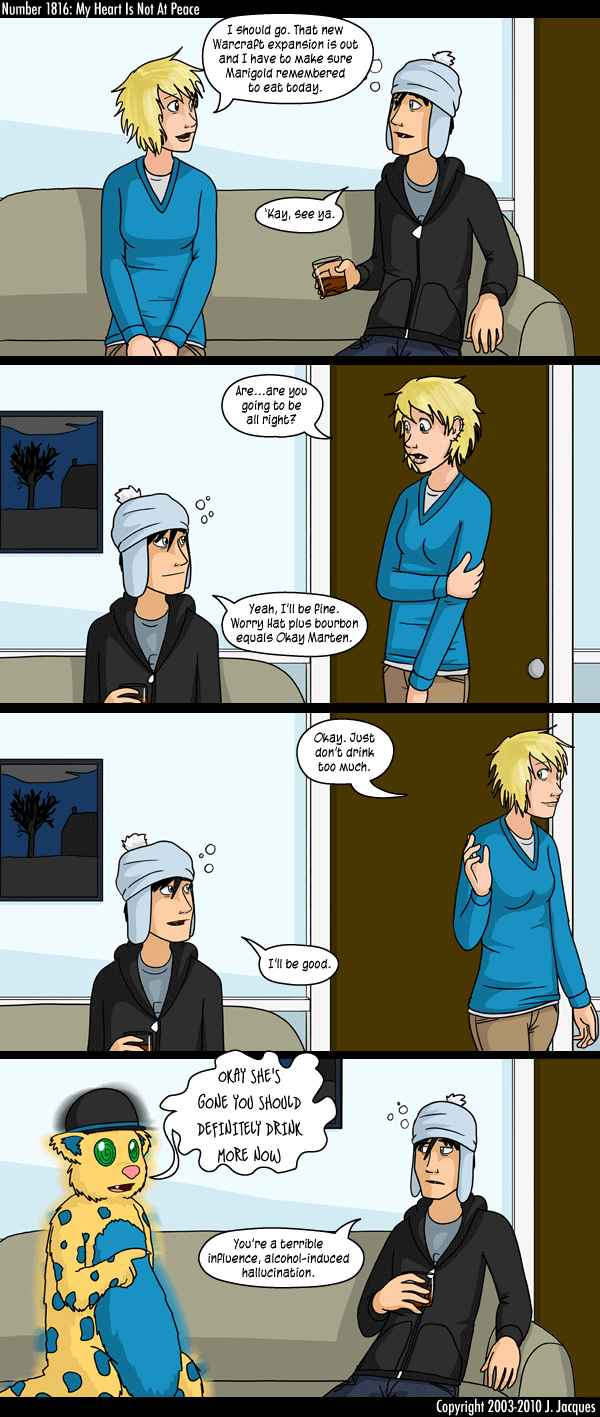 Number 1816: My Heart Is Not At Peace
I should go. That new
Warcraft expansion is out
and I have to make sure
Marigold remembered
to eat today.
'Kay, see ya.
Are...are you
going to be
all right?
Yeah, I'll be fine.
Worry Hat plus bourbon
equals Okay Marten.
Okay. Just
don't drink
too much.
I'll be good.
OKAY SHE'S
GONE YOU SHOULD
DEFINITELY DRINK
MORE NOW
You're a terrible
influence, alcohol-induced
hallucination.
Copyright 2003-2010 J. Jacques